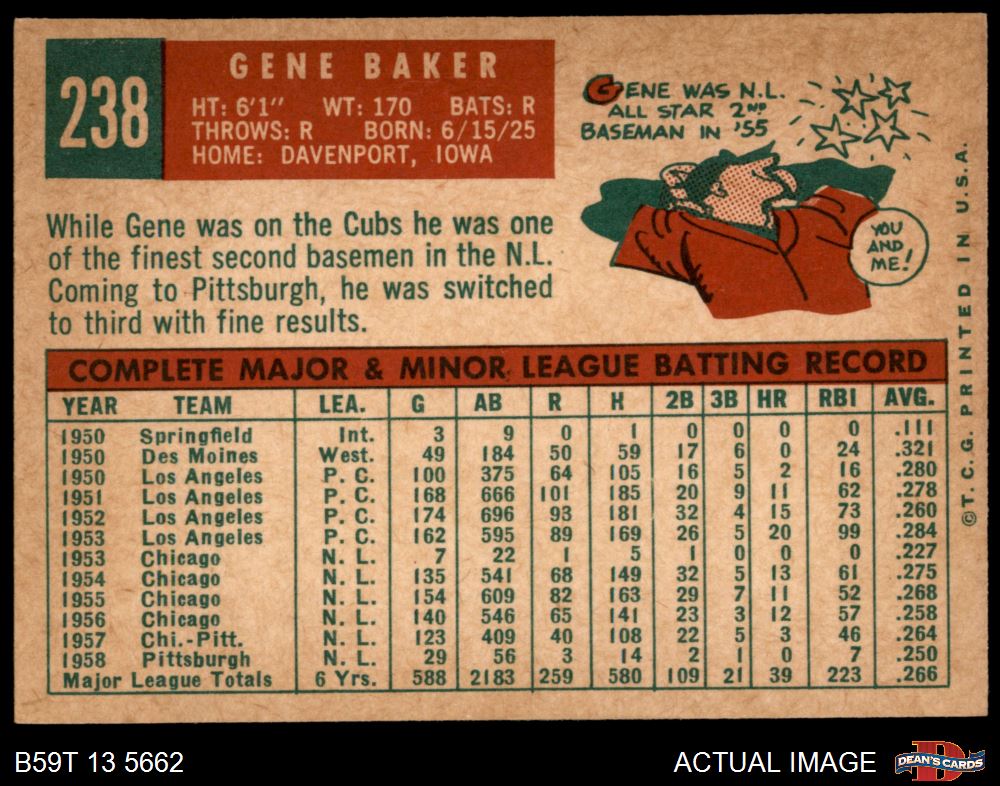 238
GENE BAKER
HT: 6'1" WT: 170 BATS: R
THROWS: R BORN: 6/15/25
HOME: DAVENPORT, IOWA
GENE WAS N.L.
ALL STAR 2ND
BASEMAN IN '55
YOU
AND
ME!
While Gene was on the Cubs he was one
of the finest second basemen in the N.L.
Coming to Pittsburgh, he was switched
to third with fine results.
COMPLETE MAJOR & MINOR LEAGUE BATTING RECORD
YEAR TEAM LEA. G AB R H 2B 3B HR RBI AVG.
1950 Springfield Int. 3 9 0 1 0 0 0 0 .111
1950 Des Moines West. 49 184 50 59 17 6 0 24 .321
1950 Los Angeles P. C. 100 375 64 105 16 5 2 16 .280
1951 Los Angeles P. C. 168 666 101 185 20 9 11 62 .278
1952 Los Angeles P. C. 174 696 93 181 32 4 15 73 .260
1953 Los Angeles P. C. 162 595 89 169 26 5 20 99 .284
1953 Chicago N. L. 7 22 1 5 1 0 0 0 .227
1954 Chicago N. L. 135 541 68 149 32 5 13 61 .275
1955 Chicago N. L. 154 609 82 163 29 7 11 52 .268
1956 Chicago N. L. 140 546 65 141 23 3 12 57 .258
1957 Chi.-Pitt. N. L. 123 409 40 108 22 5 3 46 .264
1958 Pittsburgh N. L. 29 56 3 14 2 1 0 7 .250
Major League Totals 6 Yrs. 588 2183 259 580 109 21 39 223 .266
©T.C.G. PRINTED IN U.S.A.
B59T 13 5662
ACTUAL IMAGE
D
DEAN'S CARDS